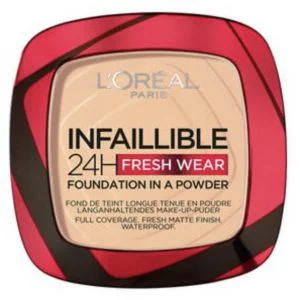 L'ORÉAL
PARIS
INFAILLIBLE
24H FRESH WEAR
FOUNDATION IN A POWDER
FOND DE TEINT LONGUE TENUE EN POUDRE
LANGANHALTENDES MAKE-UP-PUDER
FULL COVERAGE. FRESH MATTE FINISH.
WATERPROOF.